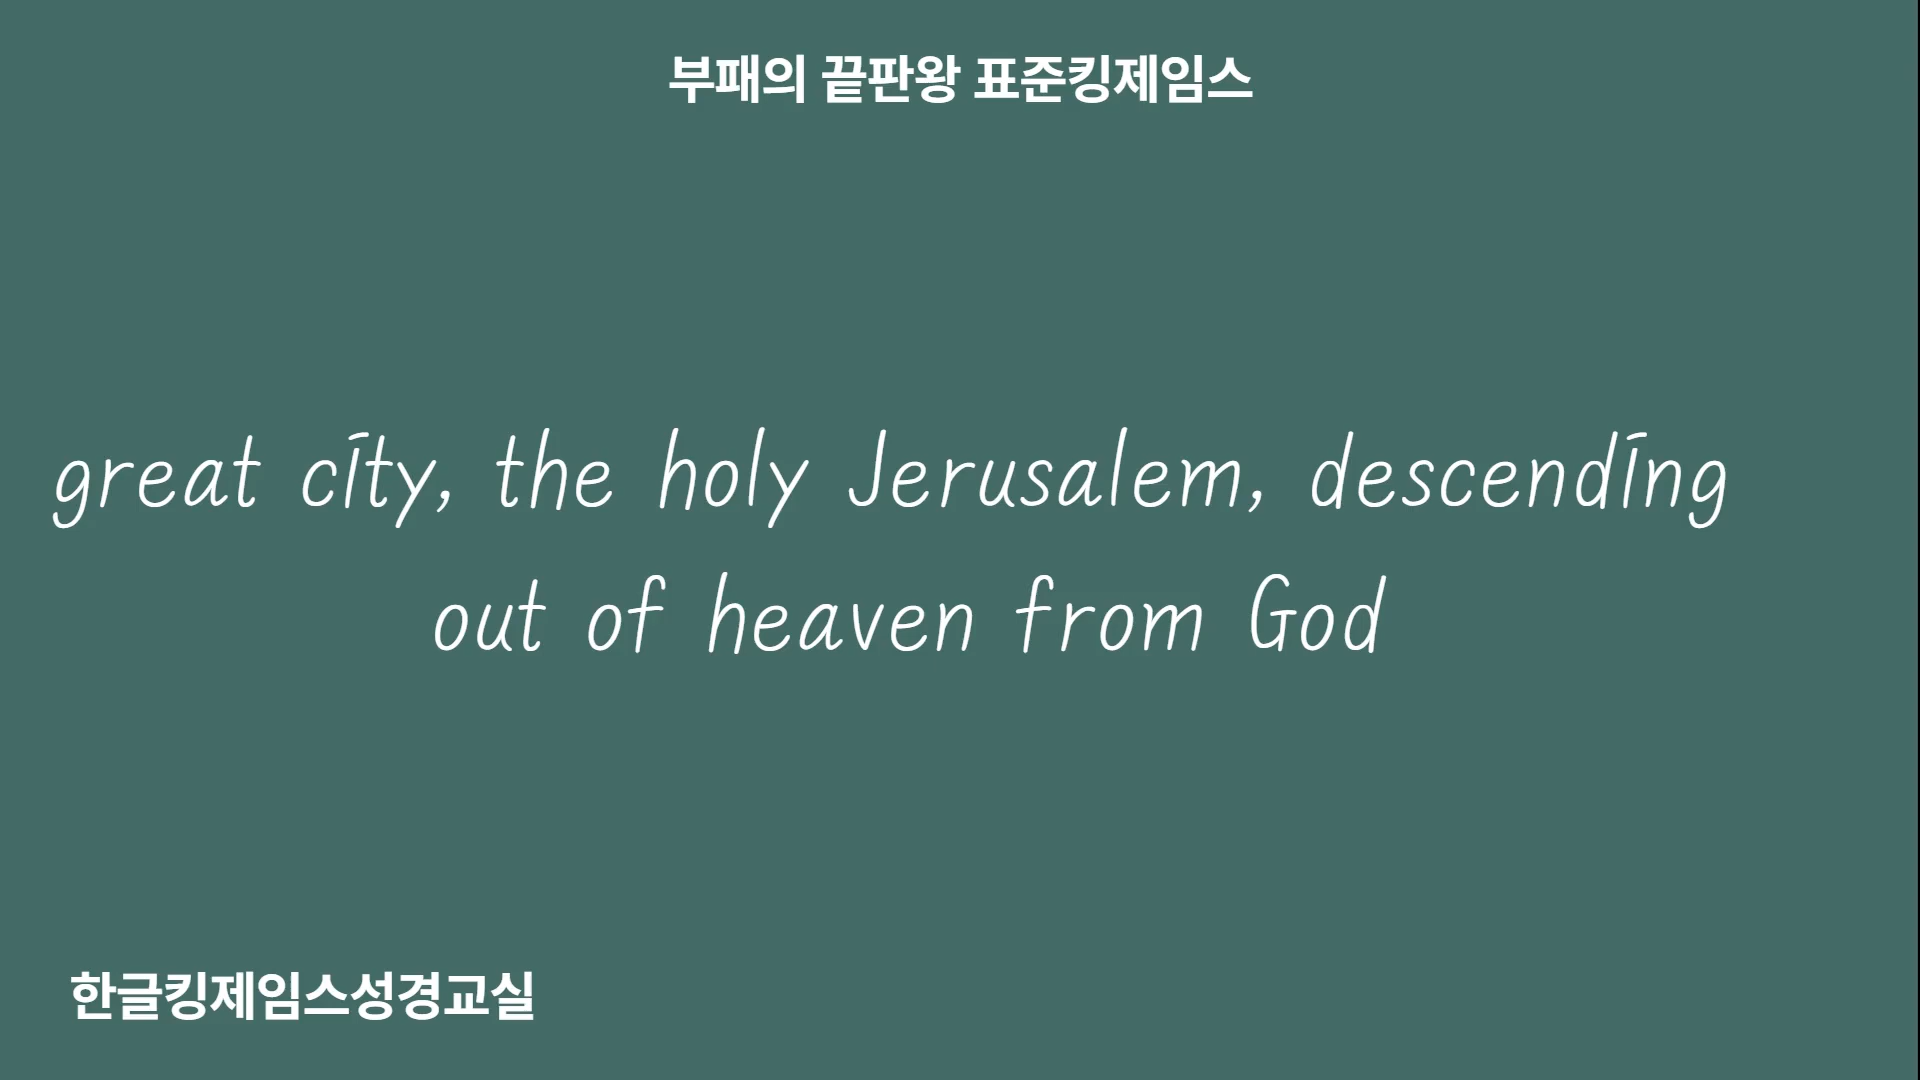 부패의 끝판왕 표준킹제임스
great city, the holy Jerusalem, descending
out of heaven from God
한글킹제임스성경교실